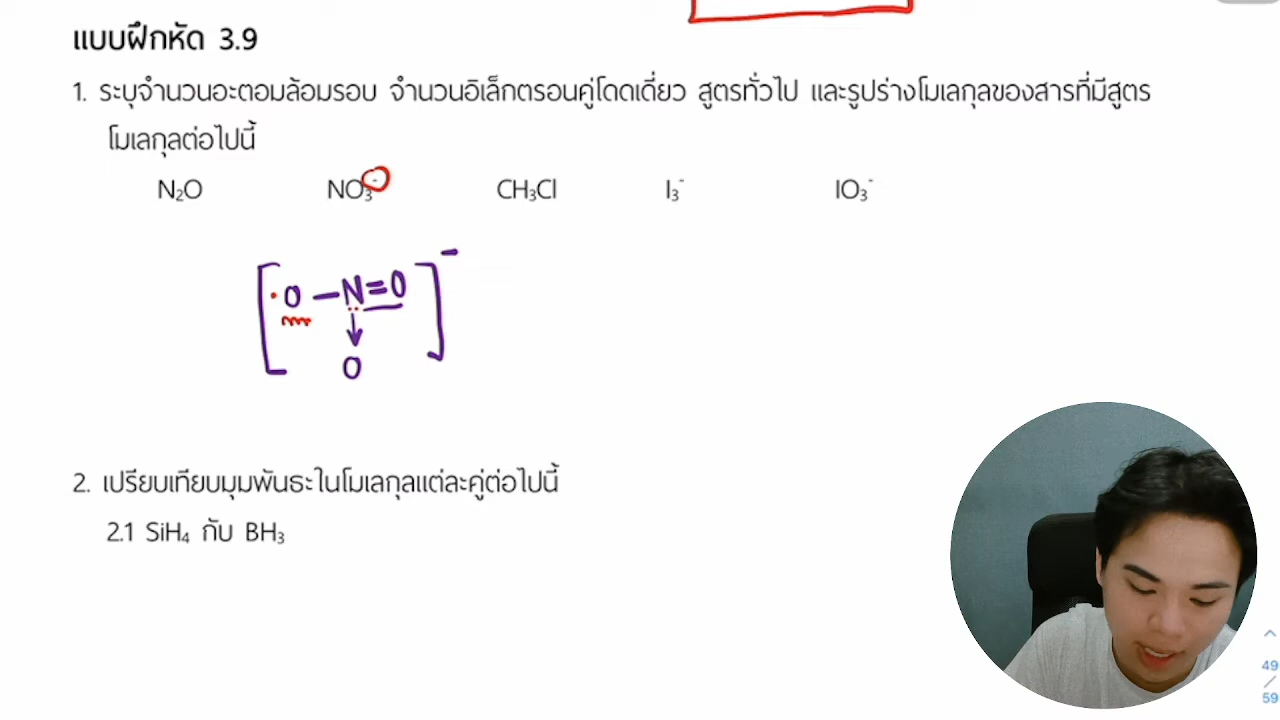 แบบฝึกหัด 3.9
1. ระบุจำนวนอะตอมล้อมรอบ จำนวนอิเล็กตรอนคู่โดดเดี่ยว สูตรทั่วไป และรูปร่างโมเลกุลของสารที่มีสูตร
โมเลกุลต่อไปนี้
N₂O NO₃⁻ CH₃Cl I₃⁻ IO₃⁻
[·O–N=O]⁻
↓
O
2. เปรียบเทียบมุมพันธะในโมเลกุลแต่ละคู่ต่อไปนี้
2.1 SiH₄ กับ BH₃
49
/
59